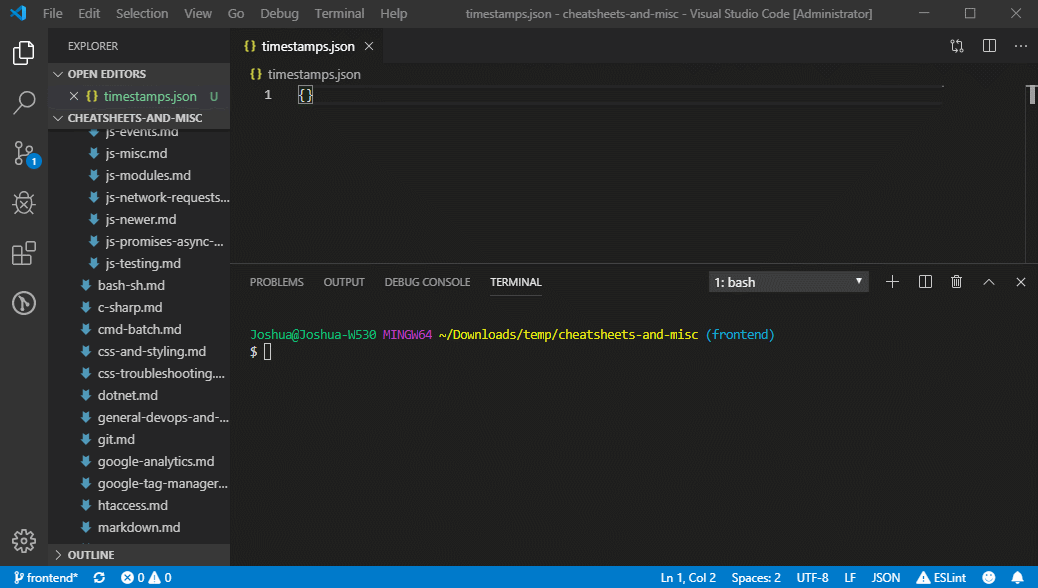 File Edit Selection View Go Debug Terminal Help timestamps.json - cheatsheets-and-misc - Visual Studio Code [Administrator]
EXPLORER
OPEN EDITORS
timestamps.json U
CHEATSHEETS-AND-MISC
js-events.md
js-misc.md
js-modules.md
js-network-requests...
js-newer.md
js-promises-async-...
js-testing.md
bash-sh.md
c-sharp.md
cmd-batch.md
css-and-styling.md
css-troubleshooting....
dotnet.md
general-devops-and-...
git.md
google-analytics.md
google-tag-manager...
htaccess.md
markdown.md
OUTLINE
1
{} timestamps.json
{} timestamps.json
1 {}
PROBLEMS OUTPUT DEBUG CONSOLE TERMINAL 1: bash
Joshua@Joshua-W530 MINGW64 ~/Downloads/temp/cheatsheets-and-misc (frontend)
$
frontend* 0 0 Ln 1, Col 2 Spaces: 2 UTF-8 LF JSON ESLint